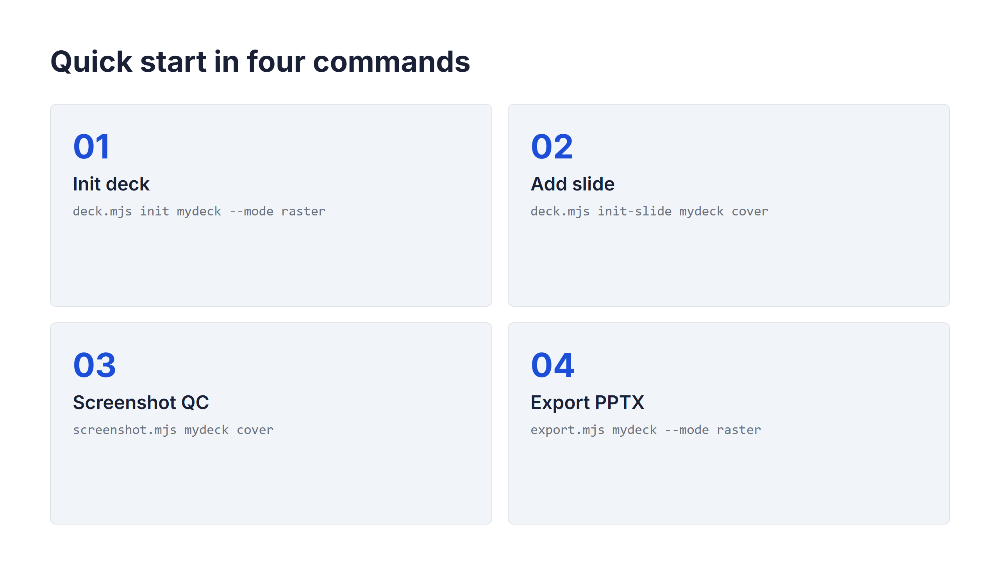 Quick start in four commands
01
Init deck
deck.mjs init mydeck --mode raster
02
Add slide
deck.mjs init-slide mydeck cover
03
Screenshot QC
screenshot.mjs mydeck cover
04
Export PPTX
export.mjs mydeck --mode raster